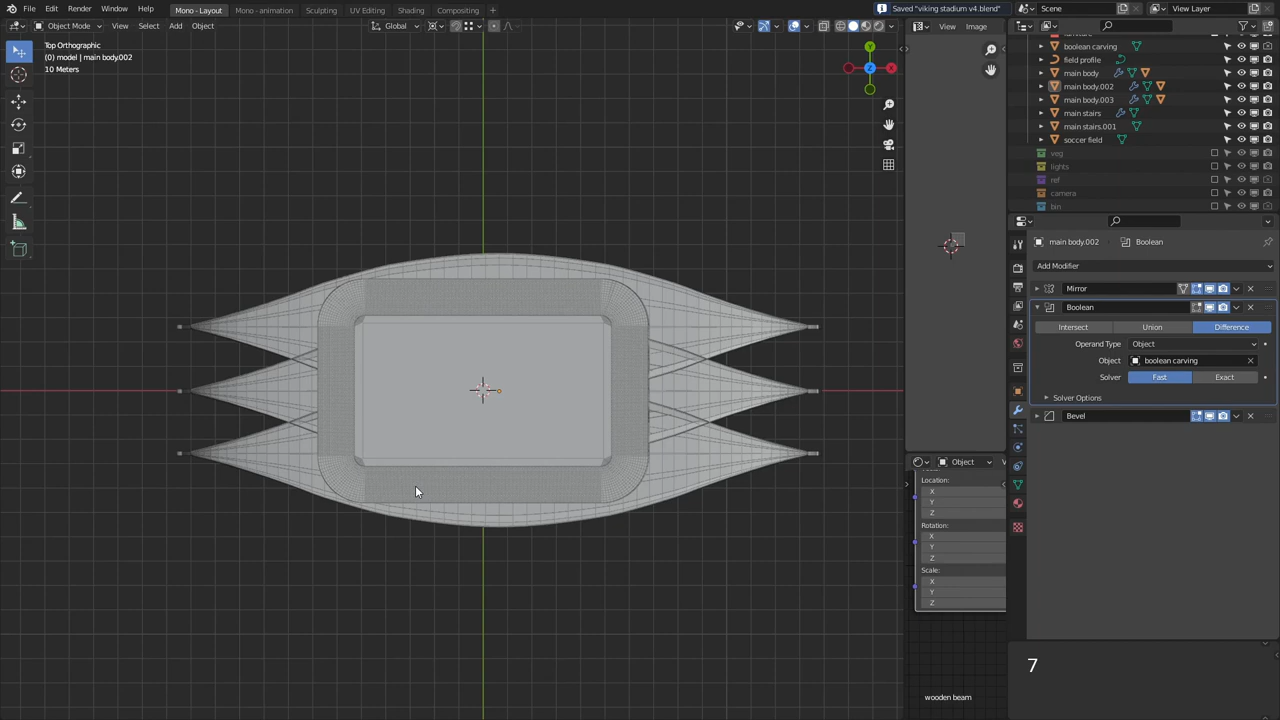 File Edit Render Window Help Mono - Layout Mono - animation Sculpting UV Editing Shading Compositing + Saved "viking stadium v4.blend" Scene View Layer
Object Mode View Select Add Object Global View Image
Top Orthographic
(0) model | main body.002
10 Meters
Y
X
Z
boolean carving
field profile
main body
main body.002
main body.003
main stairs
main stairs.001
soccer field
veg
lights
ref
camera
bin
main body.002 Boolean
Add Modifier
Mirror
Boolean
Intersect Union Difference
Operand Type Object
Object boolean carving
Solver Fast Exact
Solver Options
Bevel
Object
Location:
X
Y
Z
Rotation:
X
Y
Z
Scale:
X
Y
Z
7
wooden beam